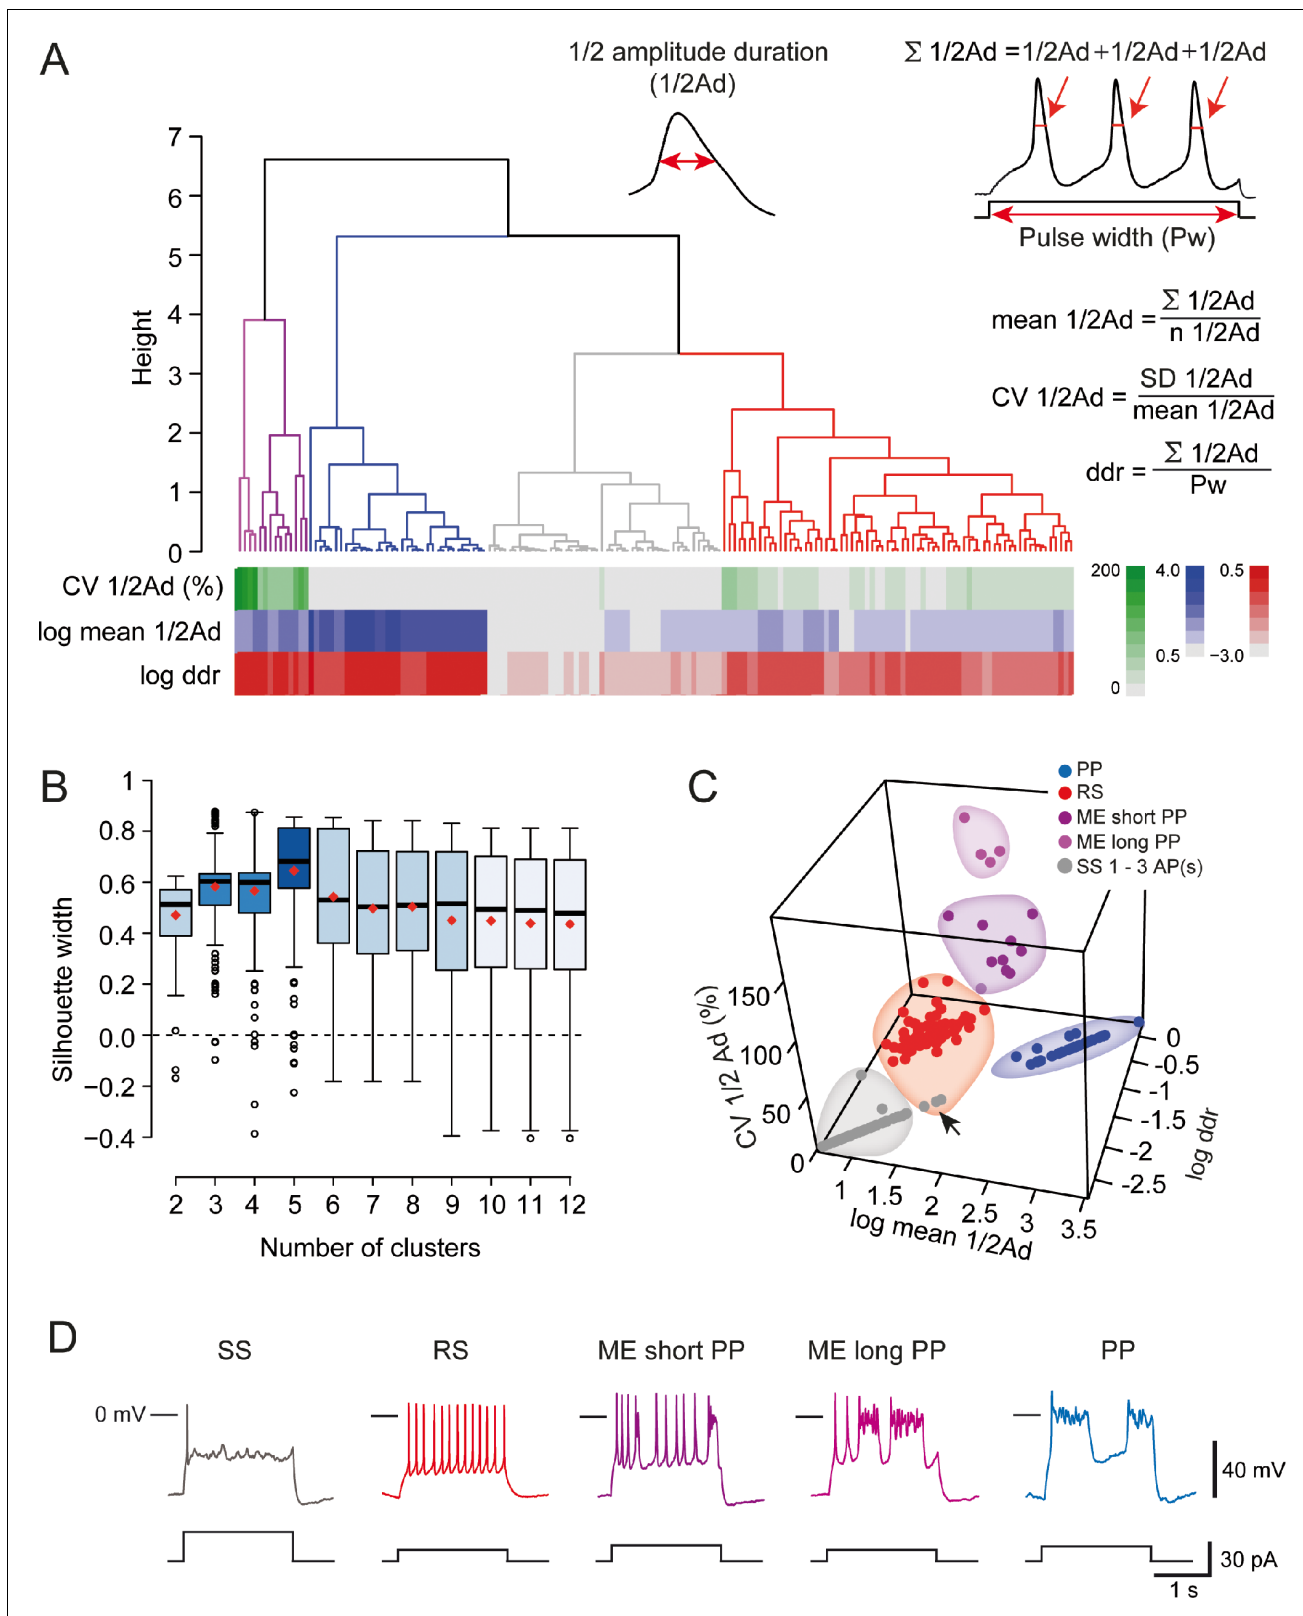 A
1/2 amplitude duration
(1/2Ad)
Σ 1/2Ad =1/2Ad+1/2Ad+1/2Ad
Pulse width (Pw)
mean 1/2Ad = Σ 1/2Ad
n 1/2Ad
CV 1/2Ad = SD 1/2Ad
mean 1/2Ad
ddr = Σ 1/2Ad
Pw
Height
7
6
5
4
3
2
1
0
CV 1/2Ad (%)
log mean 1/2Ad
log ddr
200
0
4.0
0.5
0.5
−3.0
B
Silhouette width
1
0.8
0.6
0.4
0.2
0.0
−0.2
−0.4
2 3 4 5 6 7 8 9 10 11 12
Number of clusters
C
PP
RS
ME short PP
ME long PP
SS 1 - 3 AP(s)
CV 1/2 Ad (%)
150
100
50
0
1 1.5 2 2.5 3 3.5
log mean 1/2Ad
0
-0.5
-1
-1.5
-2
-2.5
log ddr
D
SS
RS
ME short PP
ME long PP
PP
0 mV
40 mV
30 pA
1 s